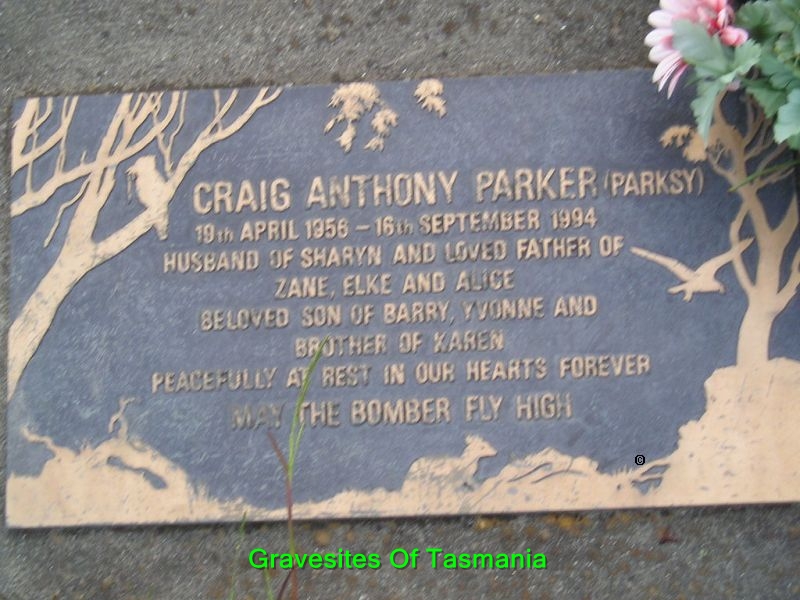 CRAIG ANTHONY PARKER (PARKSY)
19th APRIL 1956 - 16th SEPTEMBER 1994
HUSBAND OF SHARYN AND LOVED FATHER OF
ZANE, ELKE AND ALICE
BELOVED SON OF BARRY, YVONNE AND
BROTHER OF KAREN
PEACEFULLY AT REST IN OUR HEARTS FOREVER
MAY THE BOMBER FLY HIGH
©
Gravesites Of Tasmania